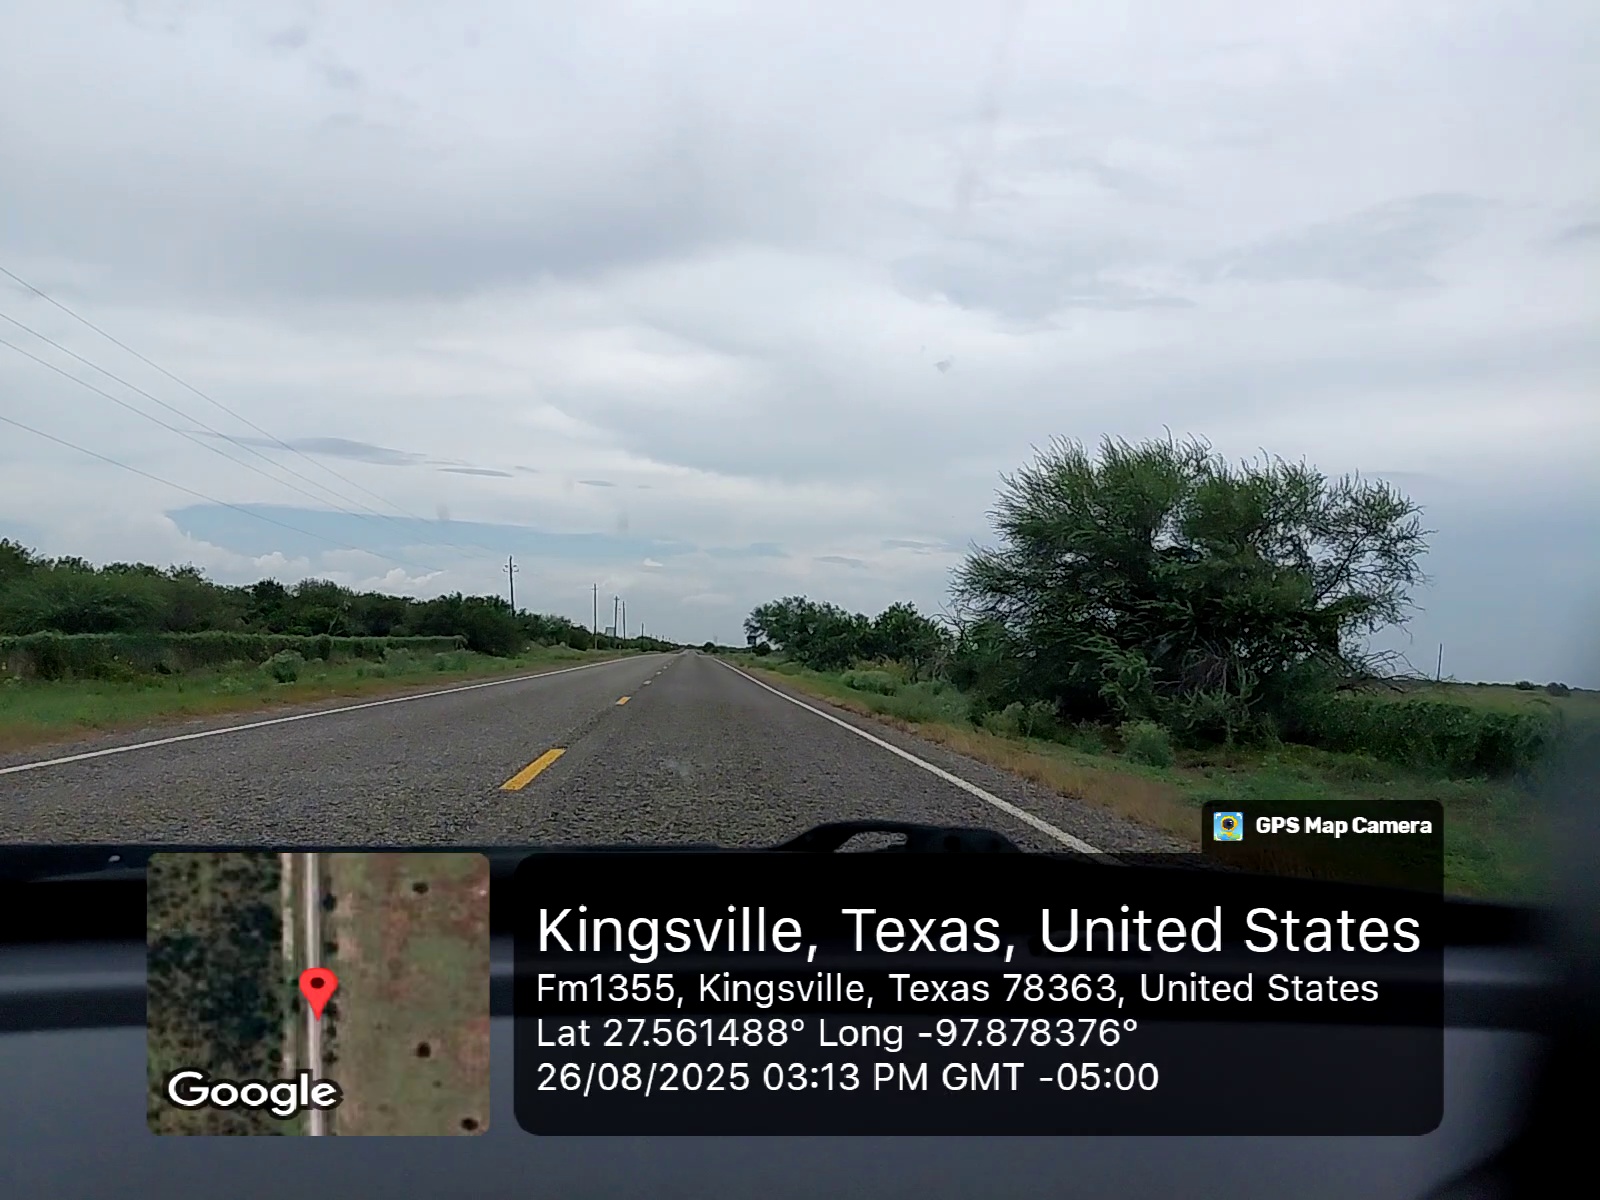 GPS Map Camera
Google
Kingsville, Texas, United States
Fm1355, Kingsville, Texas 78363, United States
Lat 27.561488° Long -97.878376°
26/08/2025 03:13 PM GMT -05:00